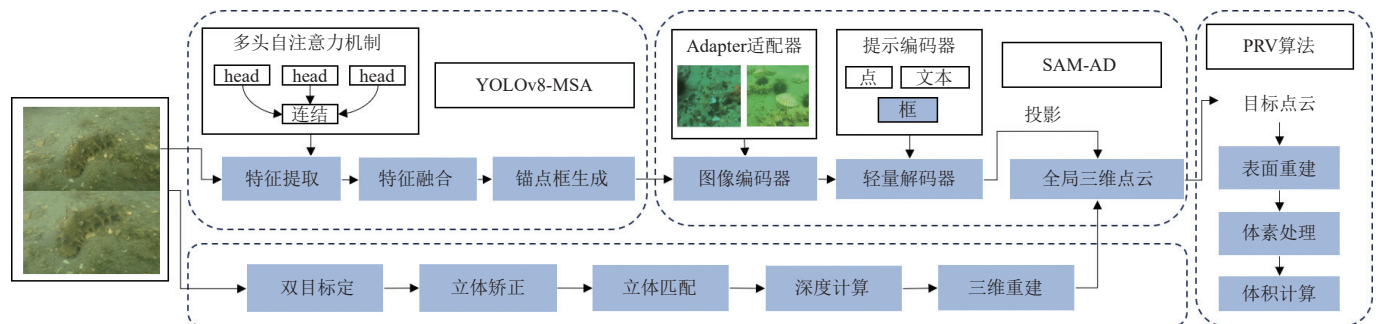 多头自注意力机制
head
head
head
连结
YOLOv8-MSA
特征提取
特征融合
锚点框生成
Adapter适配器
提示编码器
点
文本
框
SAM-AD
投影
图像编码器
轻量解码器
全局三维点云
PRV算法
目标点云
表面重建
体素处理
体积计算
双目标定
立体矫正
立体匹配
深度计算
三维重建